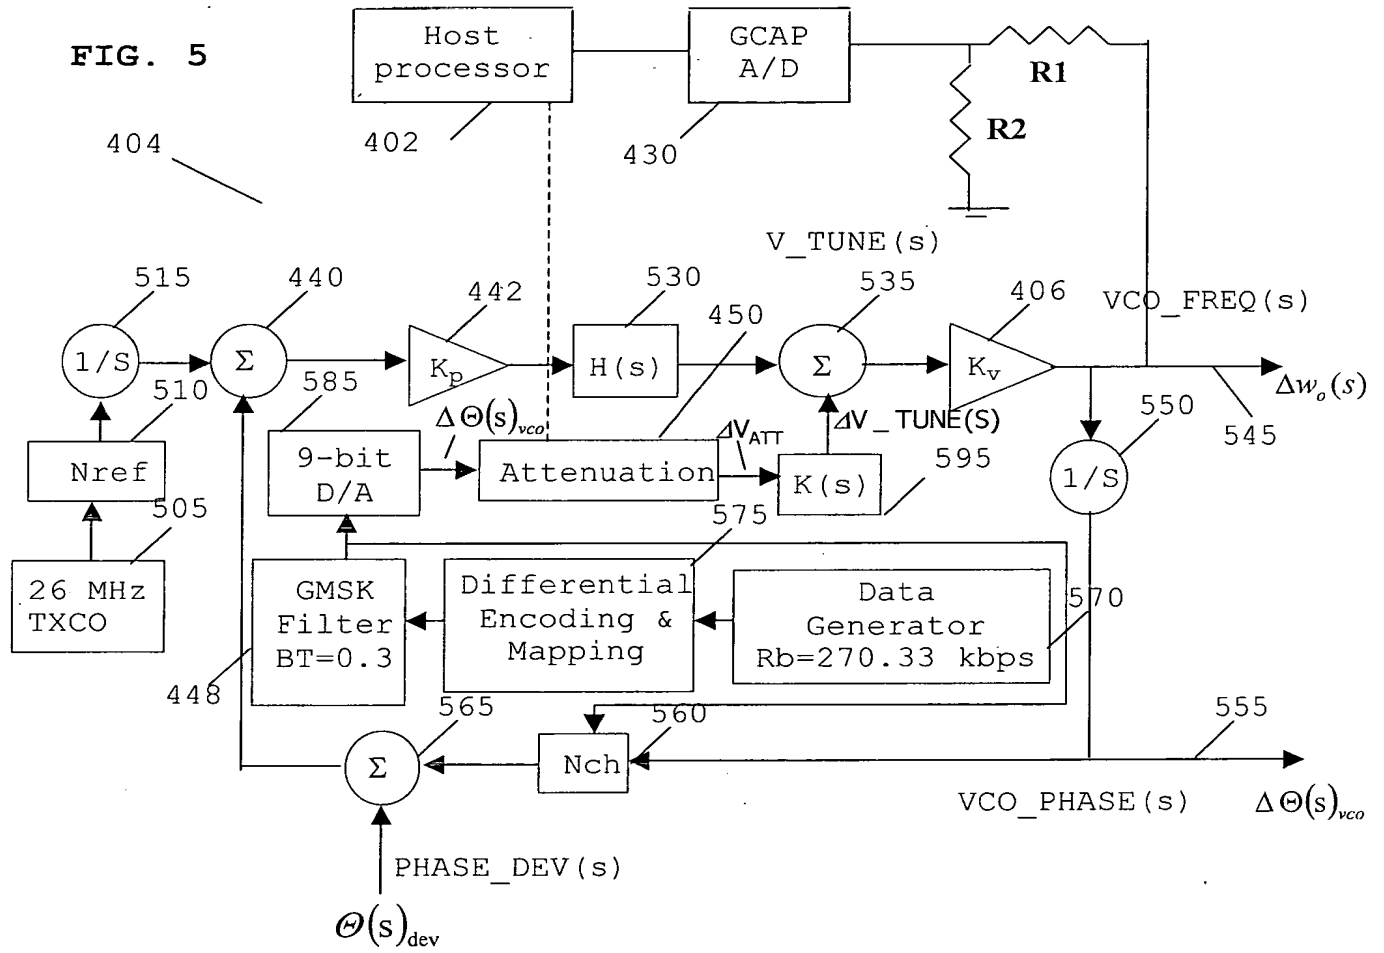 FIG. 5
Host
processor
GCAP
A/D
R1
R2
404
402
430
V_TUNE(s)
515
440
442
530
535
406
VCO_FREQ(s)
450
1/S
Σ
Kp
H(s)
Σ
Kv
Δwo(s)
510
585
ΔΘ(s)vco
ΔVATT
ΔV_TUNE(S)
550
545
Nref
9-bit
D/A
Attenuation
K(s)
595
1/S
505
575
26 MHz
TXCO
GMSK
Filter
BT=0.3
Differential
Encoding &
Mapping
Data
Generator
Rb=270.33 kbps
570
448
565
560
555
Σ
Nch
VCO_PHASE(s)
ΔΘ(s)vco
PHASE_DEV(s)
Θ(s)dev